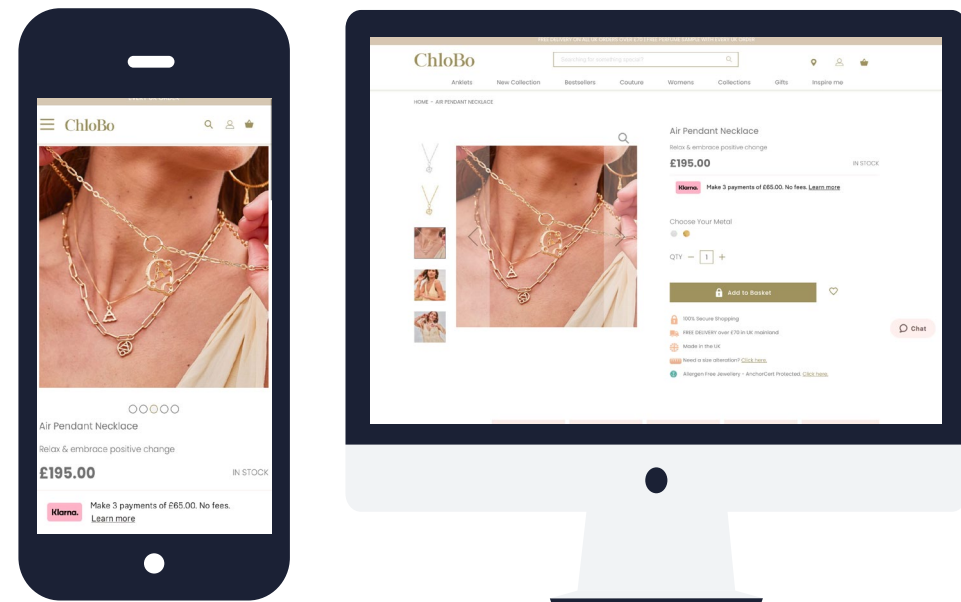 ChloBo
Air Pendant Necklace
Relax & embrace positive change
£195.00
IN STOCK
Klarna.
Make 3 payments of £65.00. No fees.
Learn more
ChloBo
Searching for something special?
Anklets New Collection Bestsellers Couture Womens Collections Gifts Inspire me
HOME - AIR PENDANT NECKLACE
Air Pendant Necklace
Relax & embrace positive change
£195.00
IN STOCK
Klarna.
Make 3 payments of £65.00. No fees. Learn more
Choose Your Metal
QTY — 1 +
Add to Basket
100% Secure Shopping
FREE DELIVERY over £70 in UK mainland
Made in the UK
Need a size alteration? Click here.
Allergen Free Jewellery - AnchorCert Protected. Click here.
Chat